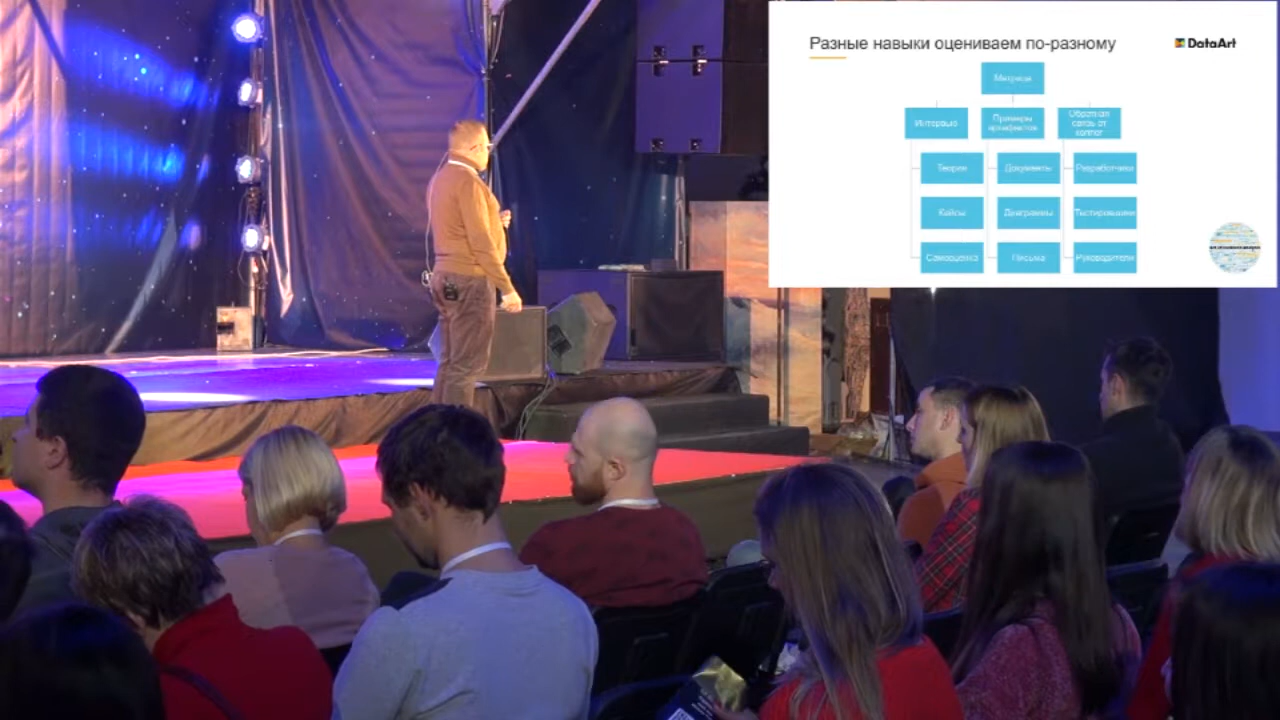 Разные навыки оцениваем по-разному
DataArt
Матрица
Интервью
Примеры
артефактов
Обратная
связь от
коллег
Теория
Документы
Разработчики
Кейсы
Диаграммы
Тестировщики
Самооценка
Письма
Руководители